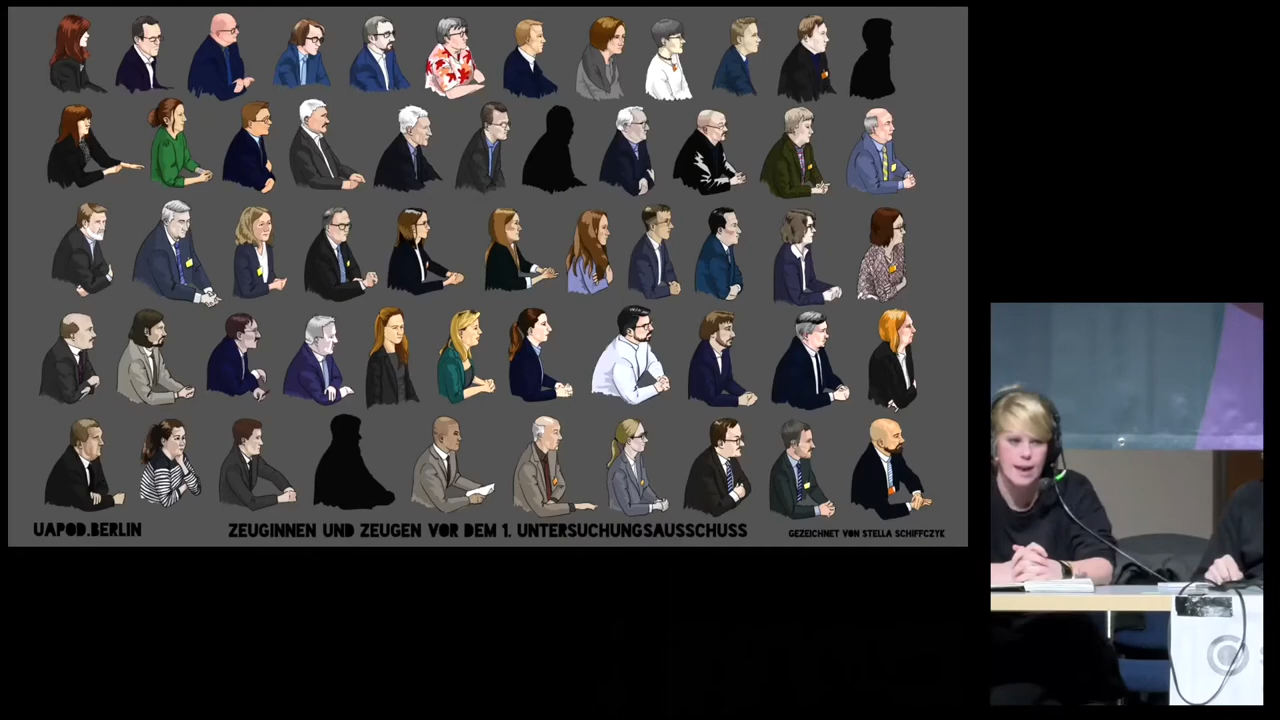 UAPOD.BERLIN
ZEUGINNEN UND ZEUGEN VOR DEM 1. UNTERSUCHUNGSAUSSCHUSS
GEZEICHNET VON STELLA SCHIFFCZYK